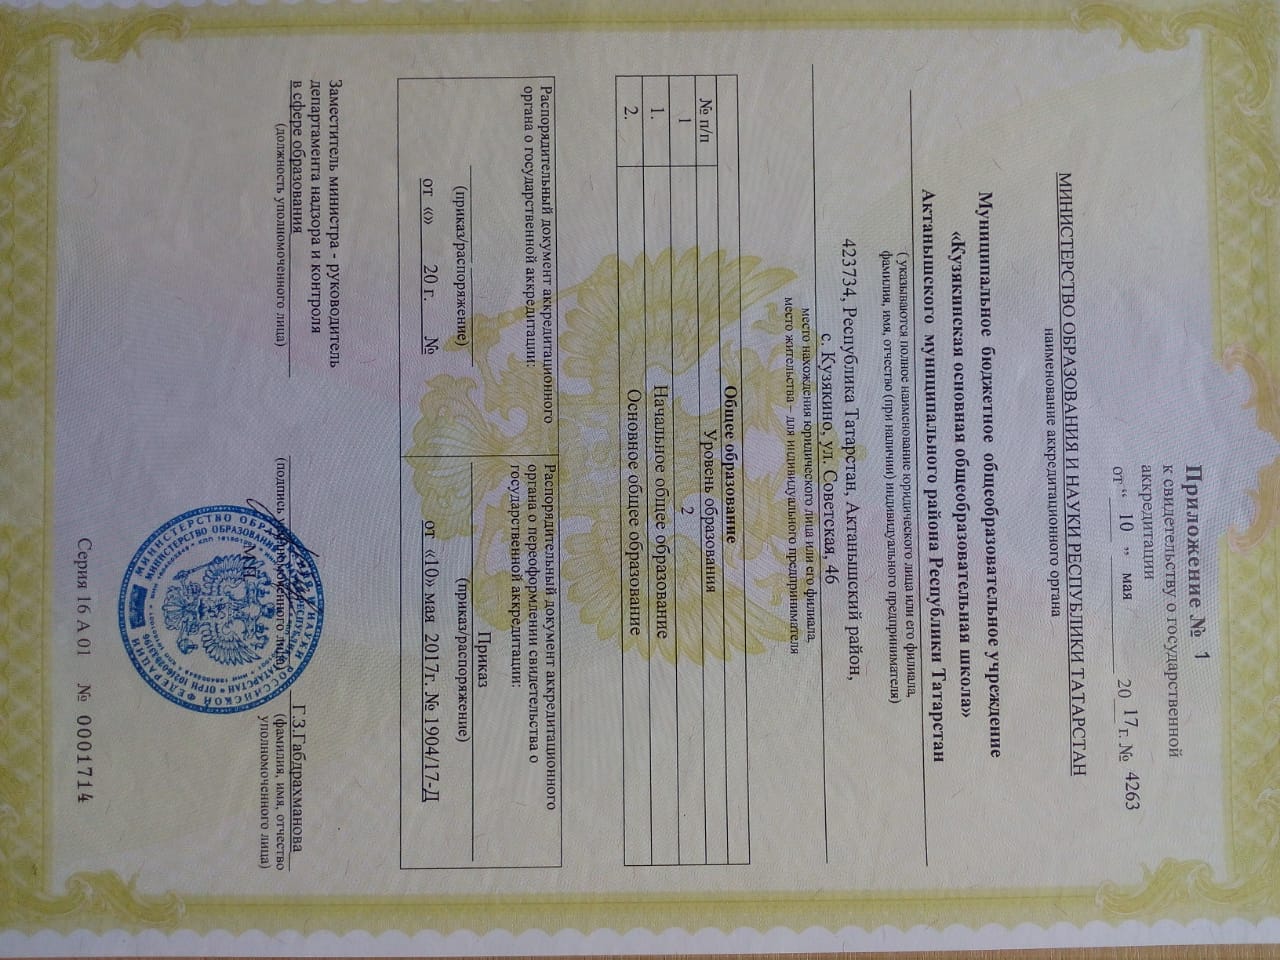 Приложение № 1
к свидетельству о государственной
аккредитации
от “ 10 „ мая 20 17 г. № 4263
МИНИСТЕРСТВО ОБРАЗОВАНИЯ И НАУКИ РЕСПУБЛИКИ ТАТАРСТАН
наименование аккредитационного органа
Муниципальное бюджетное общеобразовательное учреждение
«Кузякинская основная общеобразовательная школа»
Актанышского муниципального района Республики Татарстан
( указываются полное наименование юридического лица или его филиала,
фамилия, имя, отчество (при наличии) индивидуального предпринимателя)
423734, Республика Татарстан, Актанышский район,
с. Кузякино, ул. Советская, 46
место нахождения юридического лица или его филиала,
место жительства – для индивидуального предпринимателя
Общее образование
№ п/п Уровень образования
1 2
1. Начальное общее образование
2. Основное общее образование
Распорядительный документ аккредитационного
органа о государственной аккредитации:
(приказ/распоряжение)
от «» 20 г. №
Распорядительный документ аккредитационного
органа о переоформлении свидетельства о
государственной аккредитации:
Приказ
(приказ/распоряжение)
от «10» мая 2017г. № 1904/17-Д
Заместитель министра - руководитель
департамента надзора и контроля
в сфере образования
(должность уполномоченного лица)
(подпись уполномоченного лица)
Г.З.Габдрахманова
(фамилия, имя, отчество
уполномоченного лица)
МП
Серия 16 А 01 № 0001714